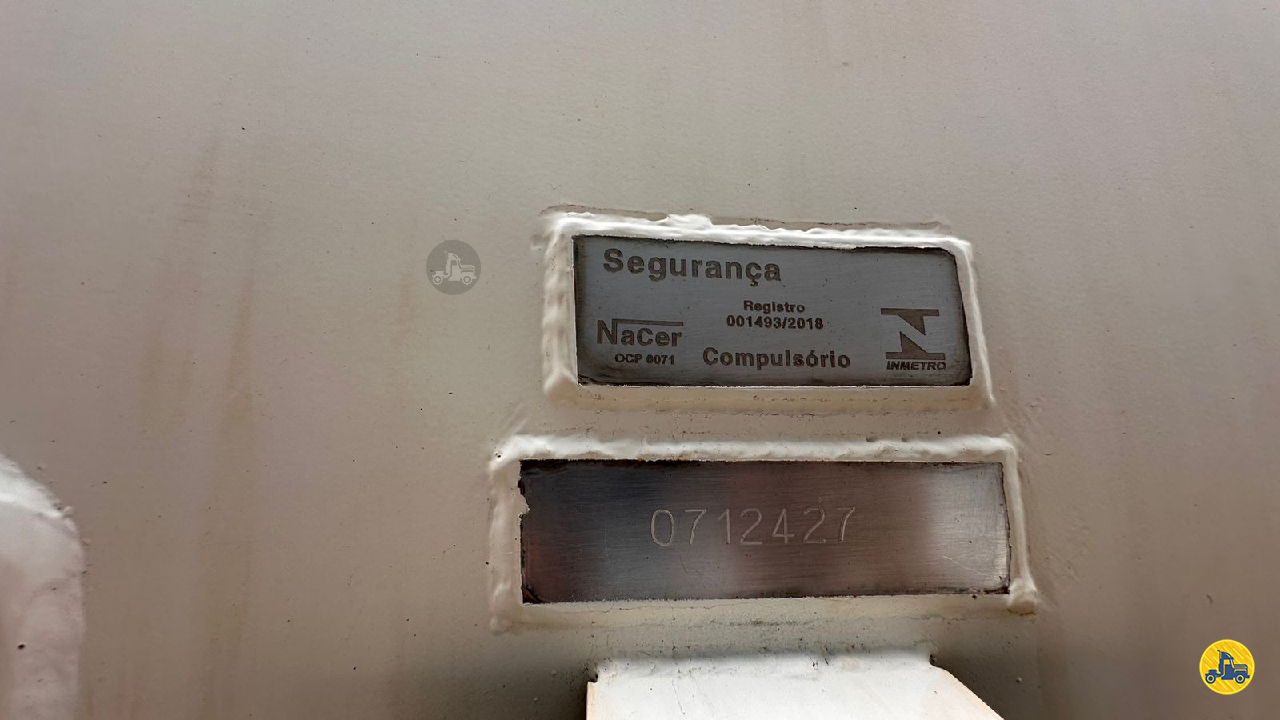 Segurança
Registro
001493/2018
NaCer
OCP 0071
Compulsório
INMETRO
0712427